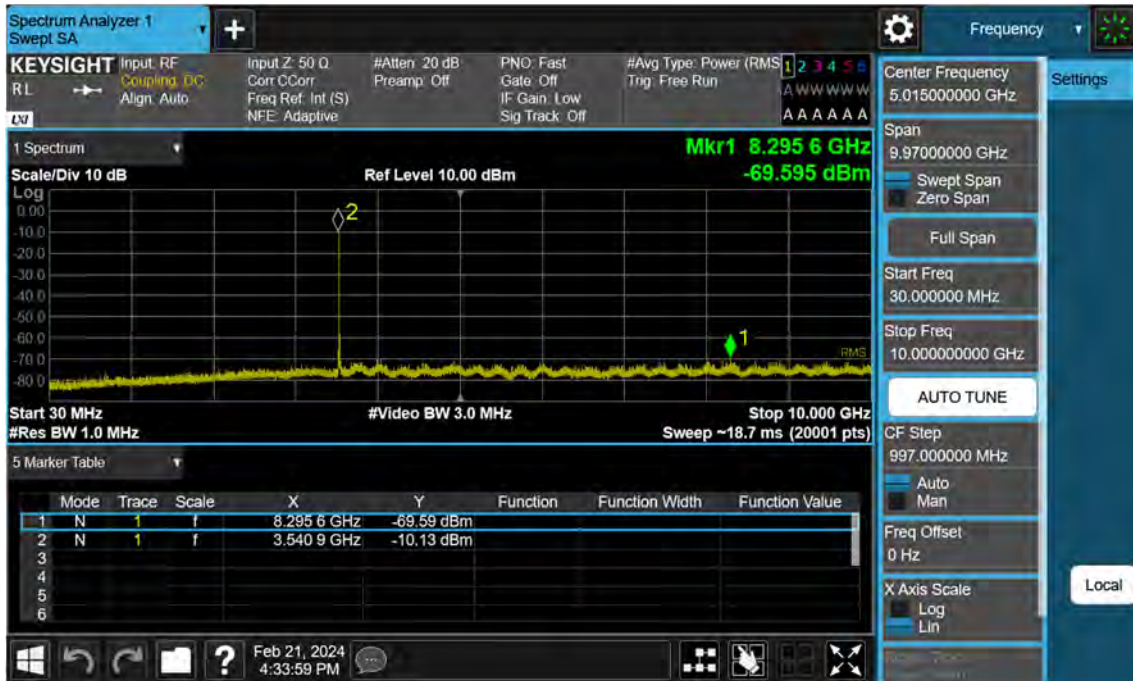 Spectrum Analyzer 1
Swept SA
+
Frequency
KEYSIGHT
RL
LXI
Input: RF
Coupling: DC
Align: Auto
Input Z: 50 Ω
Corr CCorr
Freq Ref: Int (S)
NFE: Adaptive
#Atten: 20 dB
Preamp: Off
PNO: Fast
Gate: Off
IF Gain: Low
Sig Track: Off
#Avg Type: Power (RMS
Trig: Free Run
1 2 3 4 5 6
A W W W W W
A A A A A A
1 Spectrum
Scale/Div 10 dB
Ref Level 10.00 dBm
Mkr1 8.295 6 GHz
-69.595 dBm
Log
0.00
-10.0
-20.0
-30.0
-40.0
-50.0
-60.0
-70.0
-80.0
2
1
RMS
Start 30 MHz
#Video BW 3.0 MHz
Stop 10.000 GHz
#Res BW 1.0 MHz
Sweep ~18.7 ms (20001 pts)
5 Marker Table
Mode Trace Scale X Y Function Function Width Function Value
1 N 1 f 8.295 6 GHz -69.59 dBm
2 N 1 f 3.540 9 GHz -10.13 dBm
3
4
5
6
Feb 21, 2024
4:33:59 PM
?
Center Frequency
5.015000000 GHz
Span
9.97000000 GHz
Swept Span
Zero Span
Full Span
Start Freq
30.000000 MHz
Stop Freq
10.000000000 GHz
AUTO TUNE
CF Step
997.000000 MHz
Auto
Man
Freq Offset
0 Hz
X Axis Scale
Log
Lin
Settings
Local